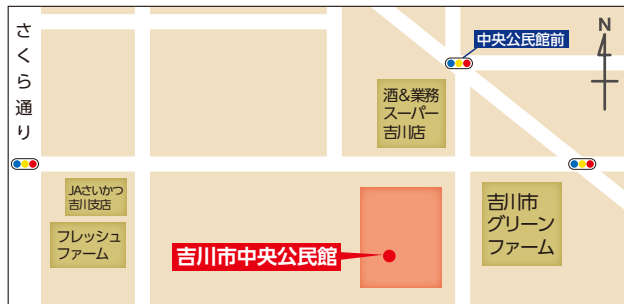 さくら通り
中央公民館前
N
酒&業務
スーパー
吉川店
JAさいかつ
吉川支店
フレッシュ
ファーム
吉川市中央公民館
吉川市
グリーン
ファーム